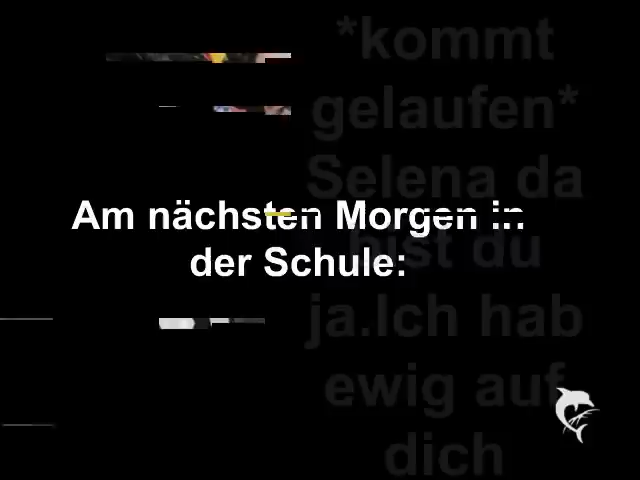 *kommt
gelaufen*
Selena da
Am nächsten Morgen in
bist du
der Schule:
ja.Ich hab
ewig auf
dich